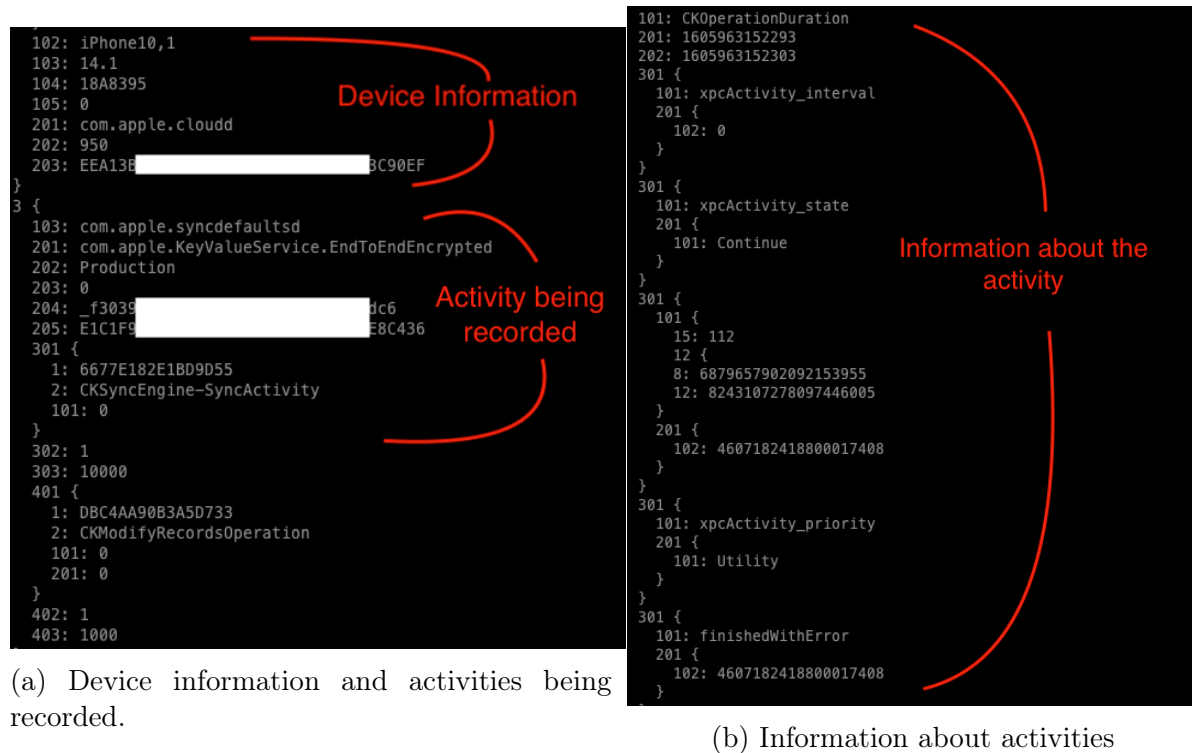 102: iPhone10,1
103: 14.1
104: 18A8395
105: 0
201: com.apple.cloudd
202: 950
203: EEA13B 3C90EF
}
3 {
103: com.apple.syncdefaultsd
201: com.apple.KeyValueService.EndToEndEncrypted
202: Production
203: 0
204: _f3039 dc6
205: E1C1F9 E8C436
301 {
1: 6677E182E1BD9D55
2: CKSyncEngine-SyncActivity
101: 0
}
302: 1
303: 10000
401 {
1: DBC4AA90B3A5D733
2: CKModifyRecordsOperation
101: 0
201: 0
}
402: 1
403: 1000
Device Information
Activity being
recorded
(a) Device information and activities being
recorded.
101: CKOperationDuration
201: 1605963152293
202: 1605963152303
301 {
101: xpcActivity_interval
201 {
102: 0
}
}
301 {
101: xpcActivity_state
201 {
101: Continue
}
}
301 {
101 {
15: 112
12 {
8: 6879657902092153955
12: 8243107278097446005
}
201 {
102: 4607182418800017408
}
}
301 {
101: xpcActivity_priority
201 {
101: Utility
}
}
301 {
101: finishedWithError
201 {
102: 4607182418800017408
}
Information about the
activity
(b) Information about activities